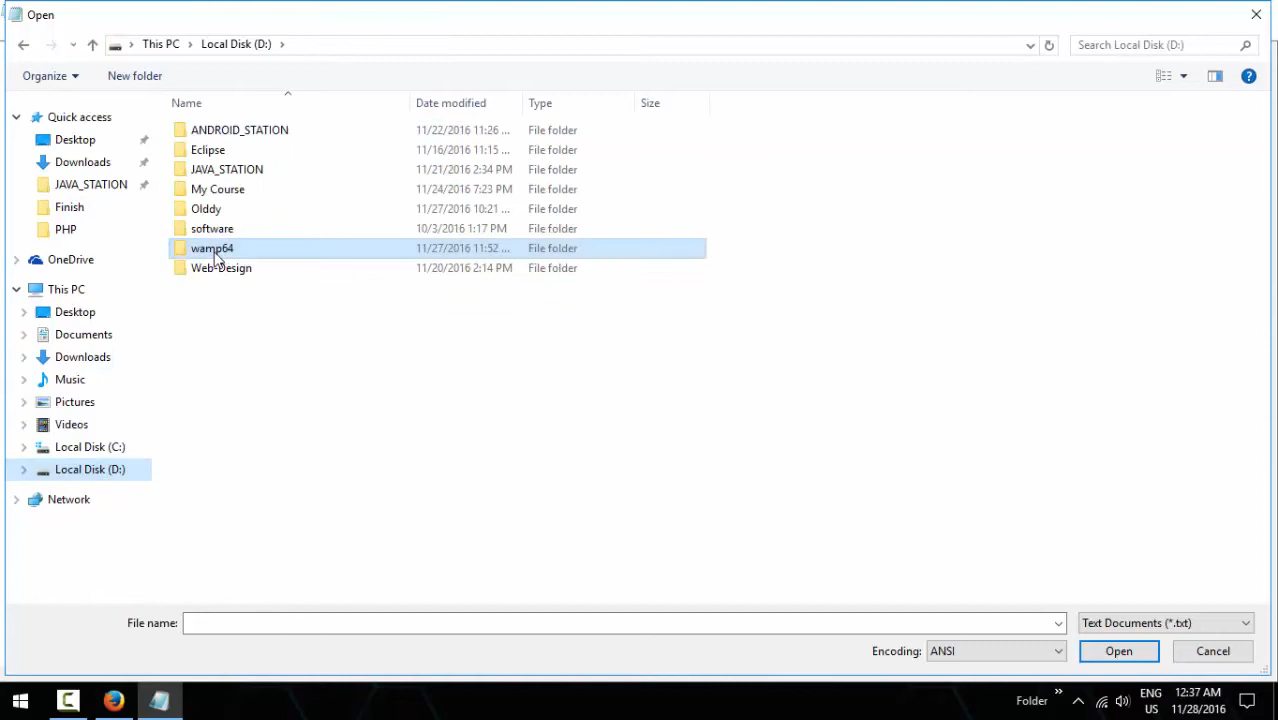 Open
This PC Local Disk (D:) Search Local Disk (D:)
Organize New folder
Name Date modified Type Size
Quick access
Desktop
Downloads
JAVA_STATION
Finish
PHP
OneDrive
This PC
Desktop
Documents
Downloads
Music
Pictures
Videos
Local Disk (C:)
Local Disk (D:)
Network
ANDROID_STATION 11/22/2016 11:26 ... File folder
Eclipse 11/16/2016 11:15 ... File folder
JAVA_STATION 11/21/2016 2:34 PM File folder
My Course 11/24/2016 7:23 PM File folder
Olddy 11/27/2016 10:21 ... File folder
software 10/3/2016 1:17 PM File folder
wamp64 11/27/2016 11:52 ... File folder
Web-Design 11/20/2016 2:14 PM File folder
File name: Text Documents (*.txt)
Encoding: ANSI Open Cancel
Folder » ENG 12:37 AM
US 11/28/2016